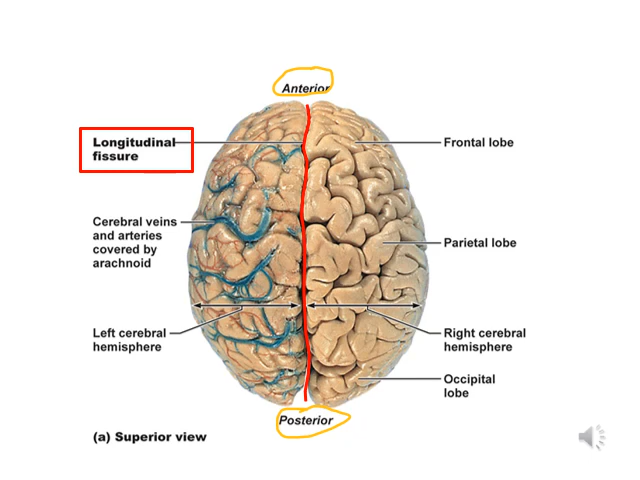 Anterior
Longitudinal
fissure
Frontal lobe
Cerebral veins
and arteries
covered by
arachnoid
Parietal lobe
Left cerebral
hemisphere
Right cerebral
hemisphere
Occipital
lobe
Posterior
(a) Superior view